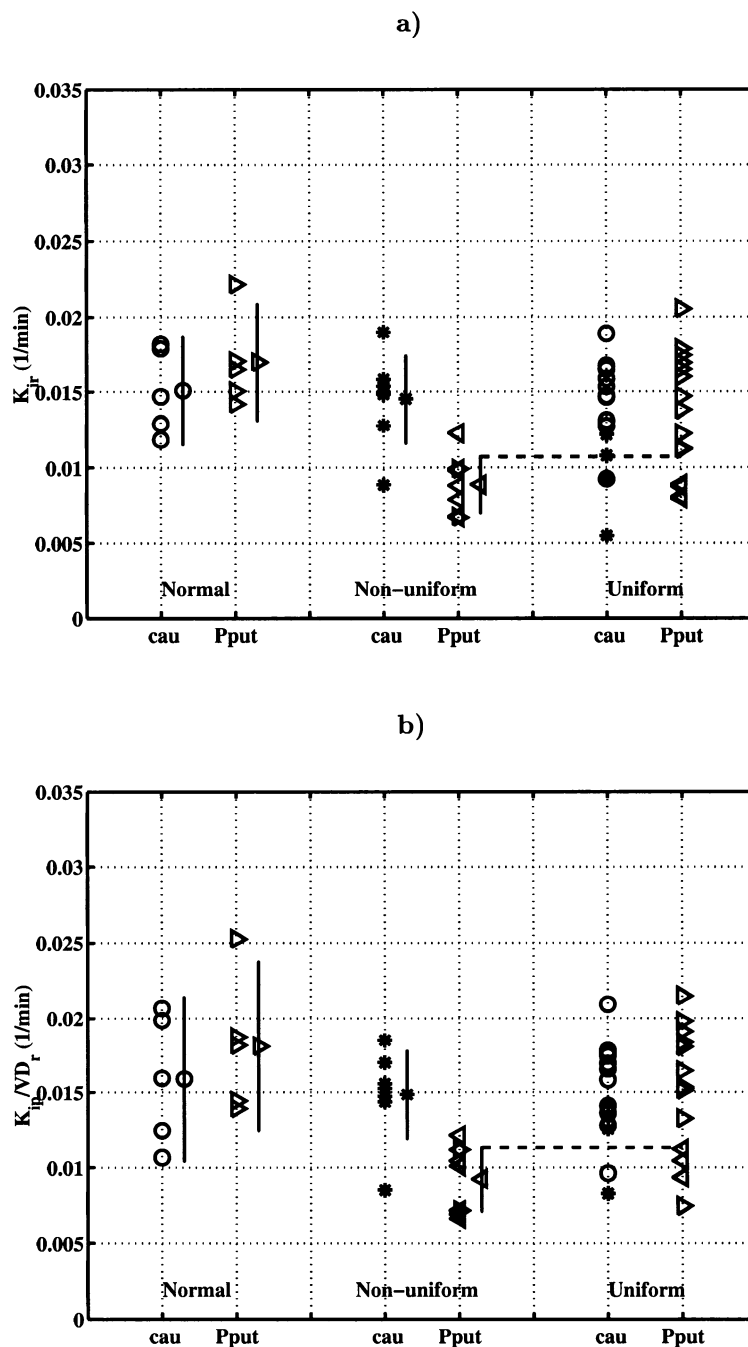 a)
0.035
0.03
0.025
0.02
0.015
0.01
0.005
0
K_ir (1/min)
Normal Non-uniform Uniform
cau Pput cau Pput cau Pput
b)
0.035
0.03
0.025
0.02
0.015
0.01
0.005
0
K_ip/VD_r (1/min)
Normal Non-uniform Uniform
cau Pput cau Pput cau Pput